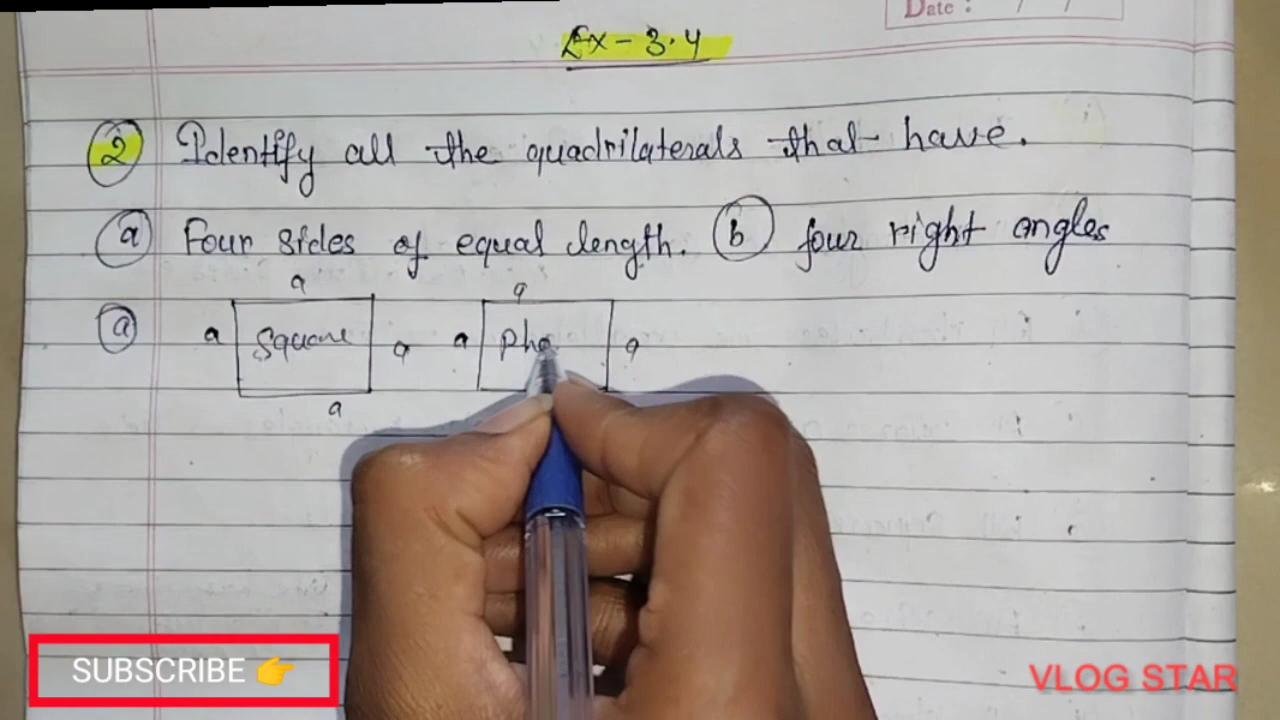 Date : / /
Ex - 3.4
2 Identify all the quadrilaterals that have.
a Four sides of equal length. b four right angles
a
a a a a
Square Pho
a a a
SUBSCRIBE 👉
VLOG STAR